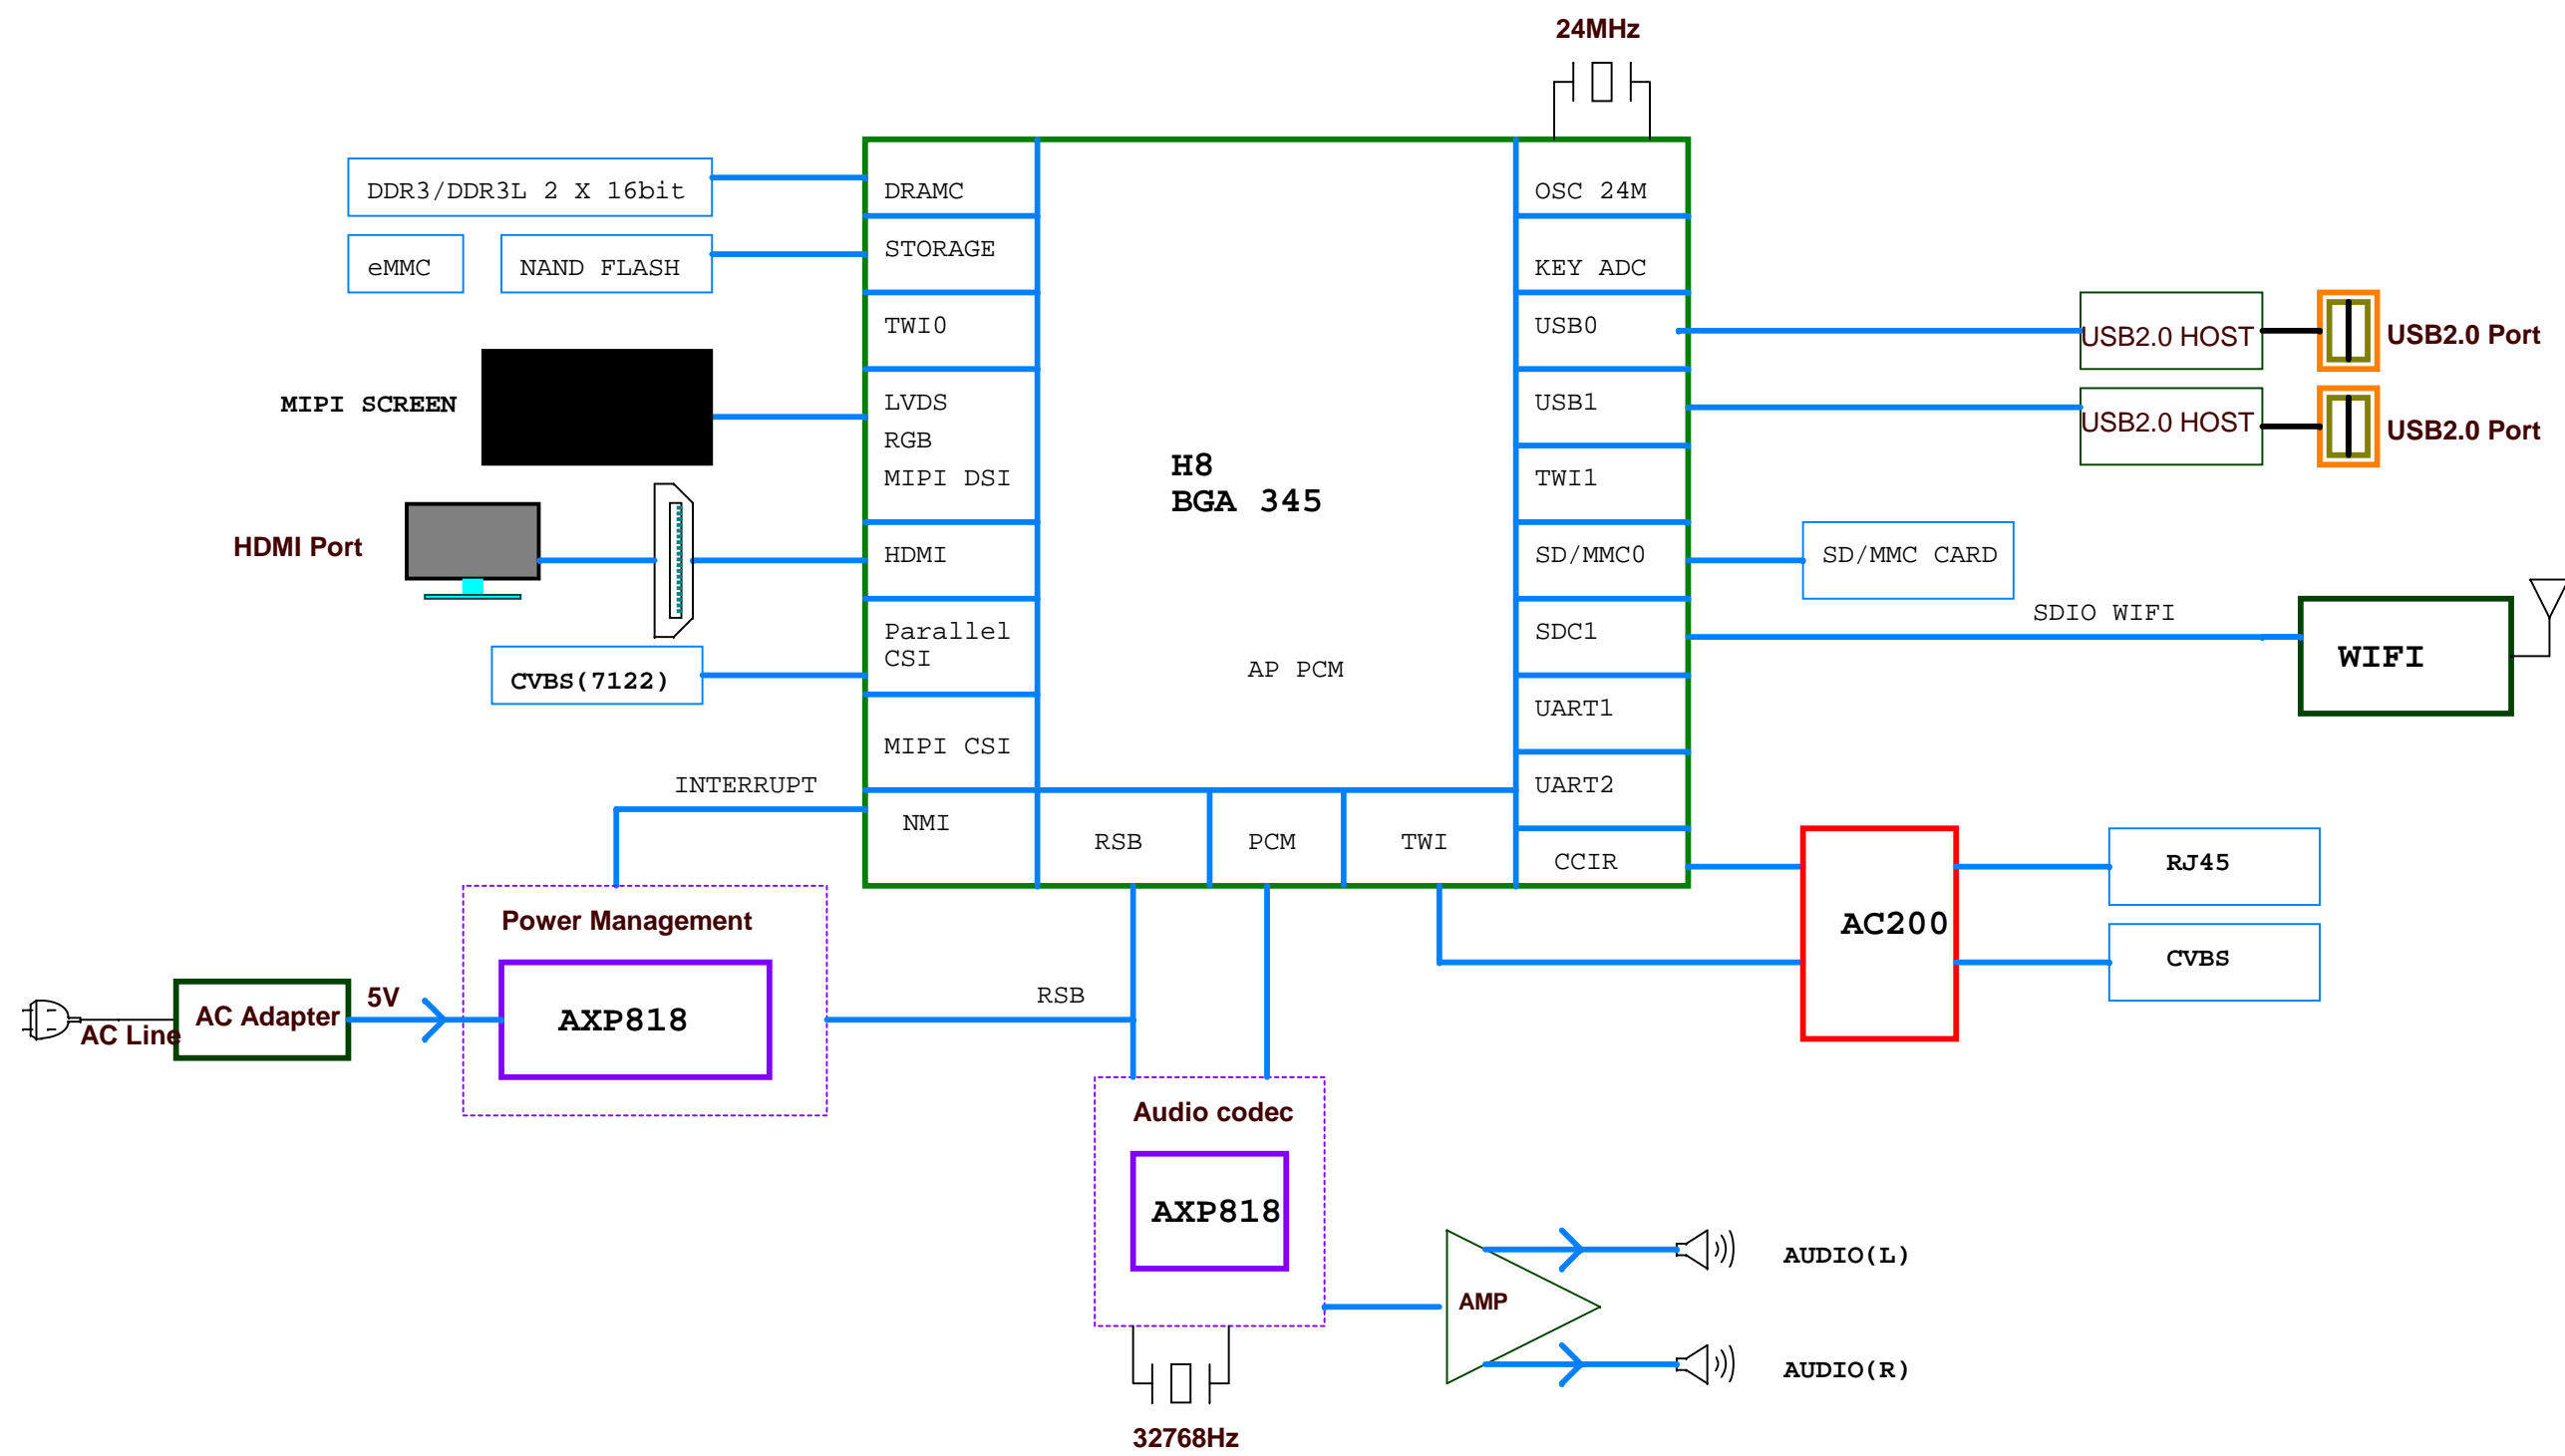 24MHz
DDR3/DDR3L 2 X 16bit
DRAMC
OSC 24M
eMMC
NAND FLASH
STORAGE
KEY ADC
TWI0
USB0
USB2.0 HOST
USB2.0 Port
MIPI SCREEN
LVDS
RGB
MIPI DSI
USB1
USB2.0 HOST
USB2.0 Port
H8
BGA 345
TWI1
HDMI Port
HDMI
SD/MMC0
SD/MMC CARD
Parallel
CSI
SDC1
SDIO WIFI
WIFI
CVBS(7122)
AP PCM
UART1
MIPI CSI
INTERRUPT
UART2
NMI
RSB
PCM
TWI
CCIR
RJ45
AC200
CVBS
Power Management
AXP818
5V
AC Adapter
AC Line
RSB
Audio codec
AXP818
AMP
AUDIO(L)
AUDIO(R)
32768Hz